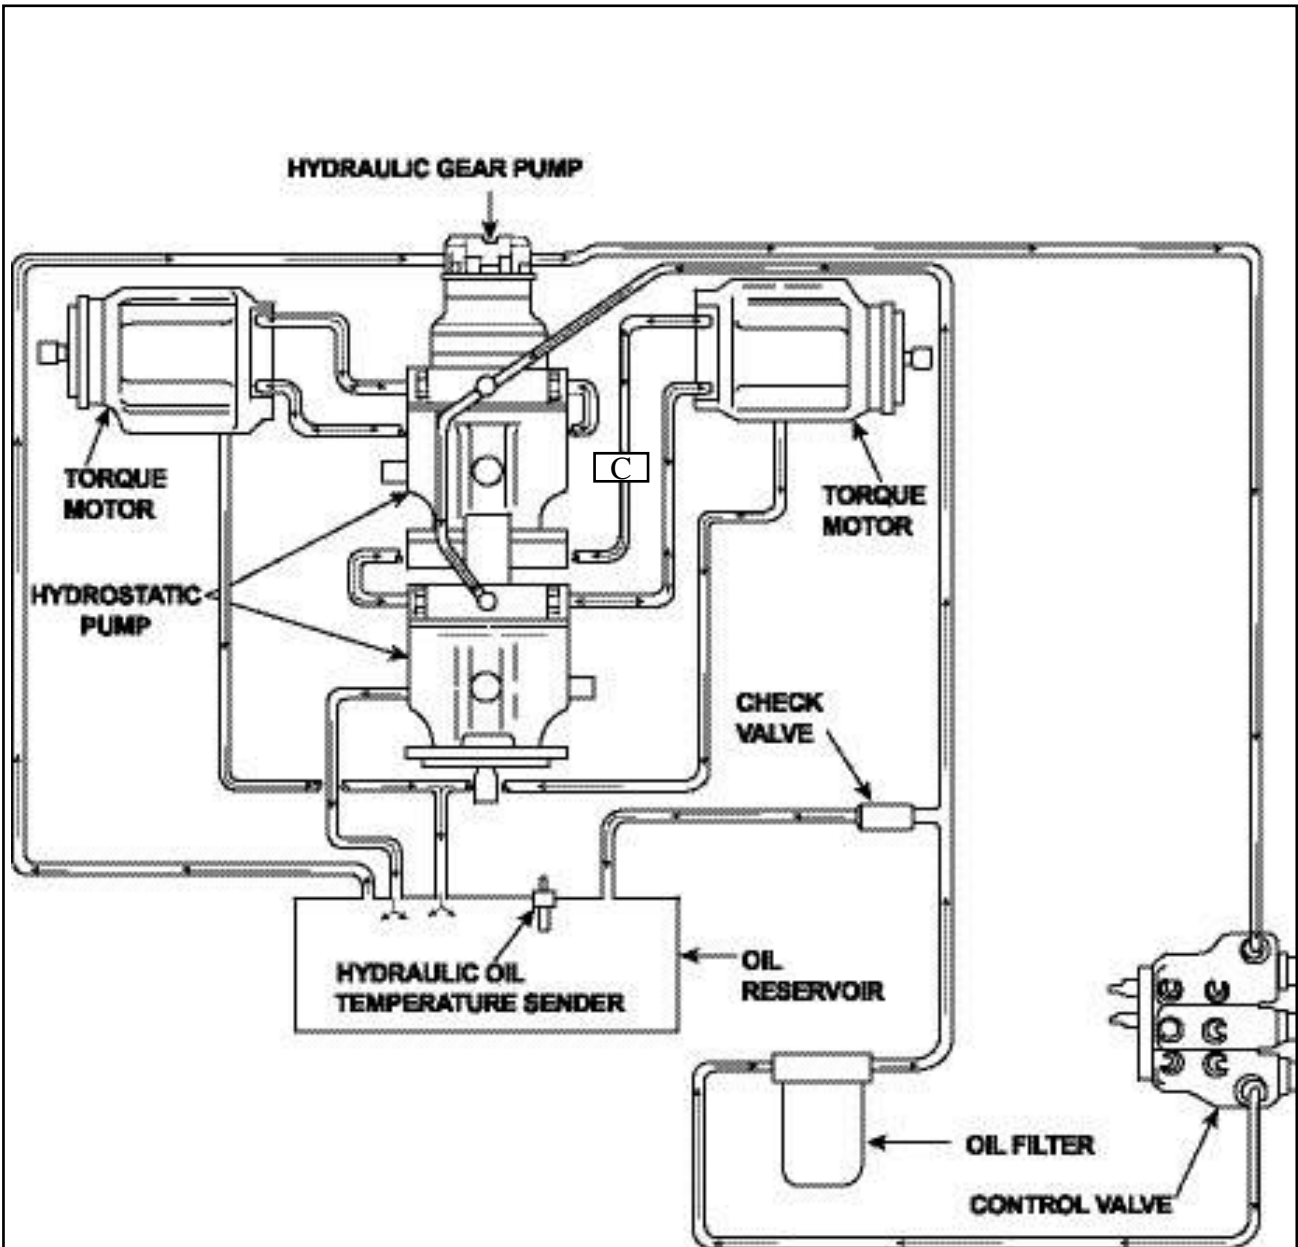 HYDRAULIC GEAR PUMP
TORQUE
MOTOR
C
TORQUE
MOTOR
HYDROSTATIC
PUMP
CHECK
VALVE
HYDRAULIC OIL
TEMPERATURE SENDER
OIL
RESERVOIR
OIL FILTER
CONTROL VALVE